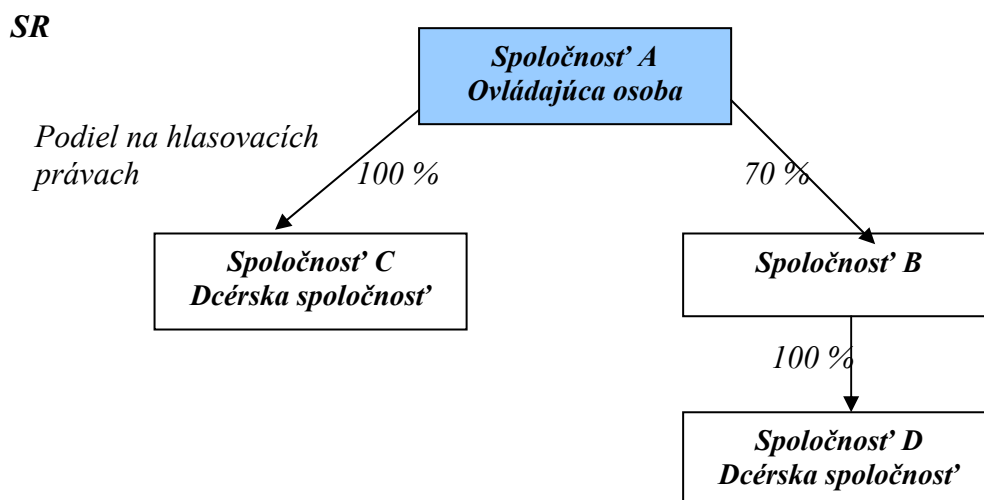 SR
Spoločnosť A
Ovládajúca osoba
Podiel na hlasovacích
právach
100 %
70 %
Spoločnosť C
Dcérska spoločnosť
Spoločnosť B
100 %
Spoločnosť D
Dcérska spoločnosť